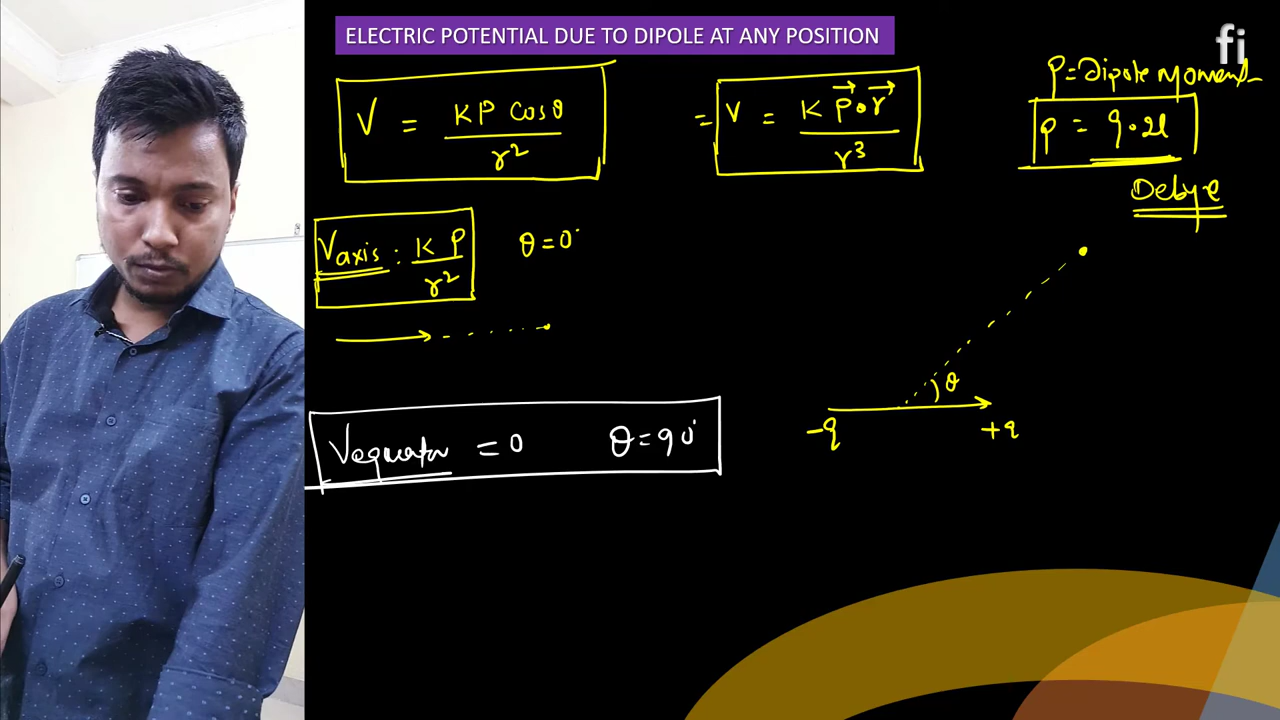 ELECTRIC POTENTIAL DUE TO DIPOLE AT ANY POSITION
fi
V = KP Cosθ / r²
= V = K P⃗ • r⃗ / r³
P = Dipole Moment
P = q·2l
Debye
Vaxis : KP / r²
θ = 0°
Vequator = 0 θ = 90°
θ
-q
+q